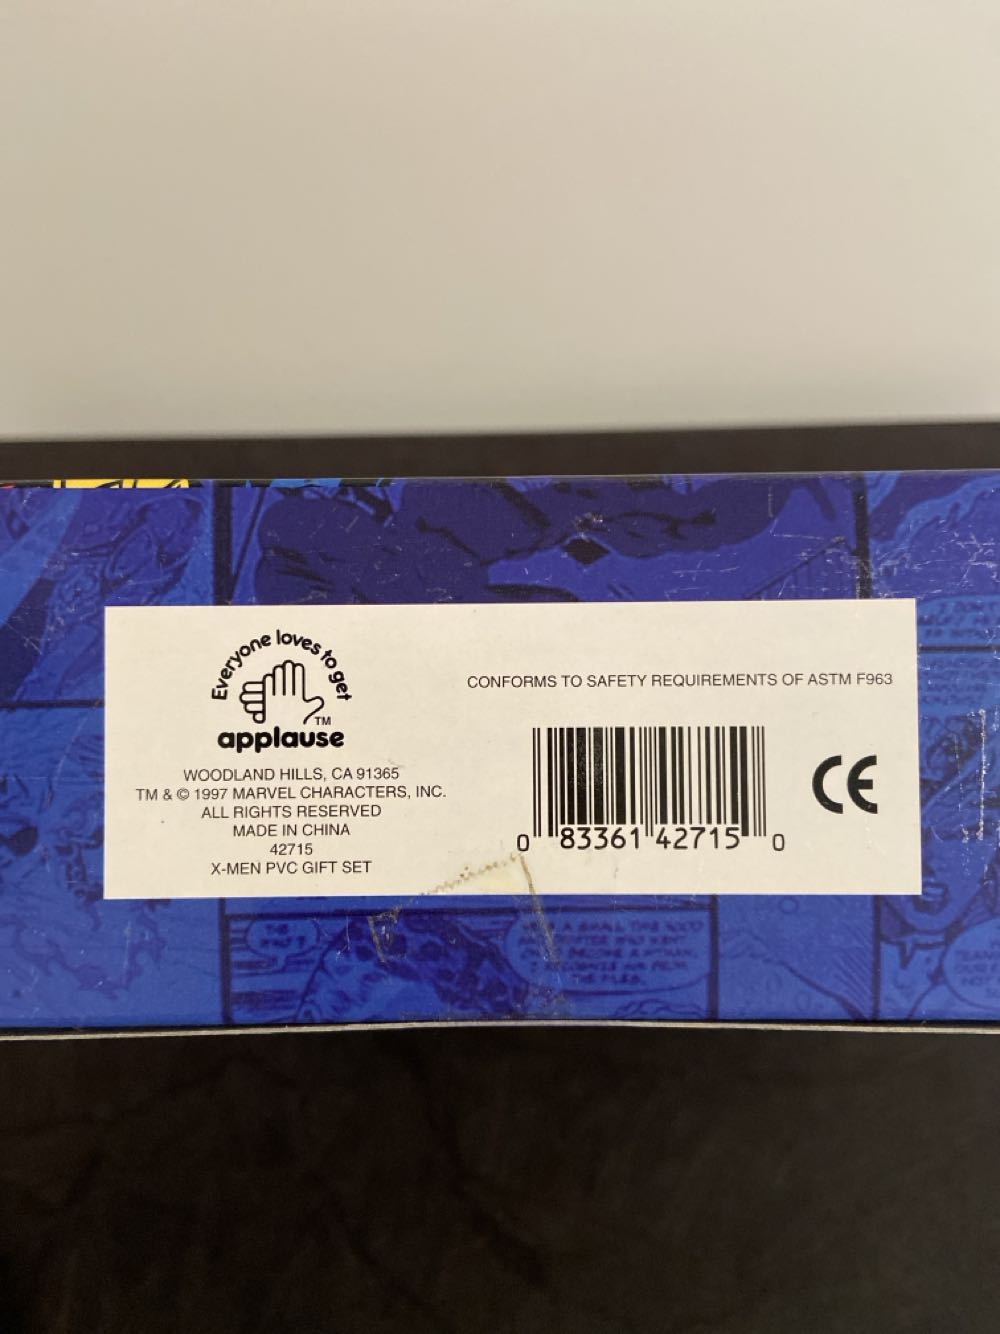 Everyone loves to get
applause TM
WOODLAND HILLS, CA 91365
TM & © 1997 MARVEL CHARACTERS, INC.
ALL RIGHTS RESERVED
MADE IN CHINA
42715
X-MEN PVC GIFT SET
CONFORMS TO SAFETY REQUIREMENTS OF ASTM F963
0 83361 42715 0
CE